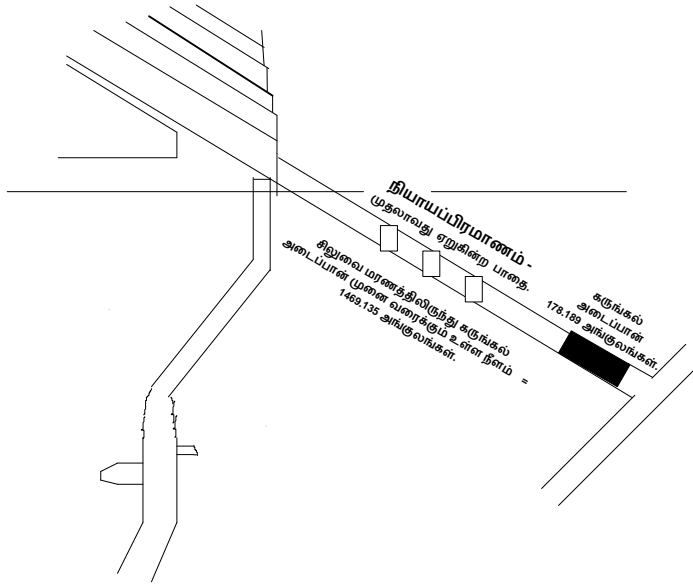 நியாயப்பிரமாணம் -
முதலாவது ஏறுகின்ற பாதை.
சிலுவை மரணத்திலிருந்து கருங்கல்
அடைப்பான் முனை வரைக்கும் உள்ள நீளம் =
1469.135 அங்குலங்கள்.
கருங்கல்
அடைப்பான்
178.189 அங்குலங்கள்.